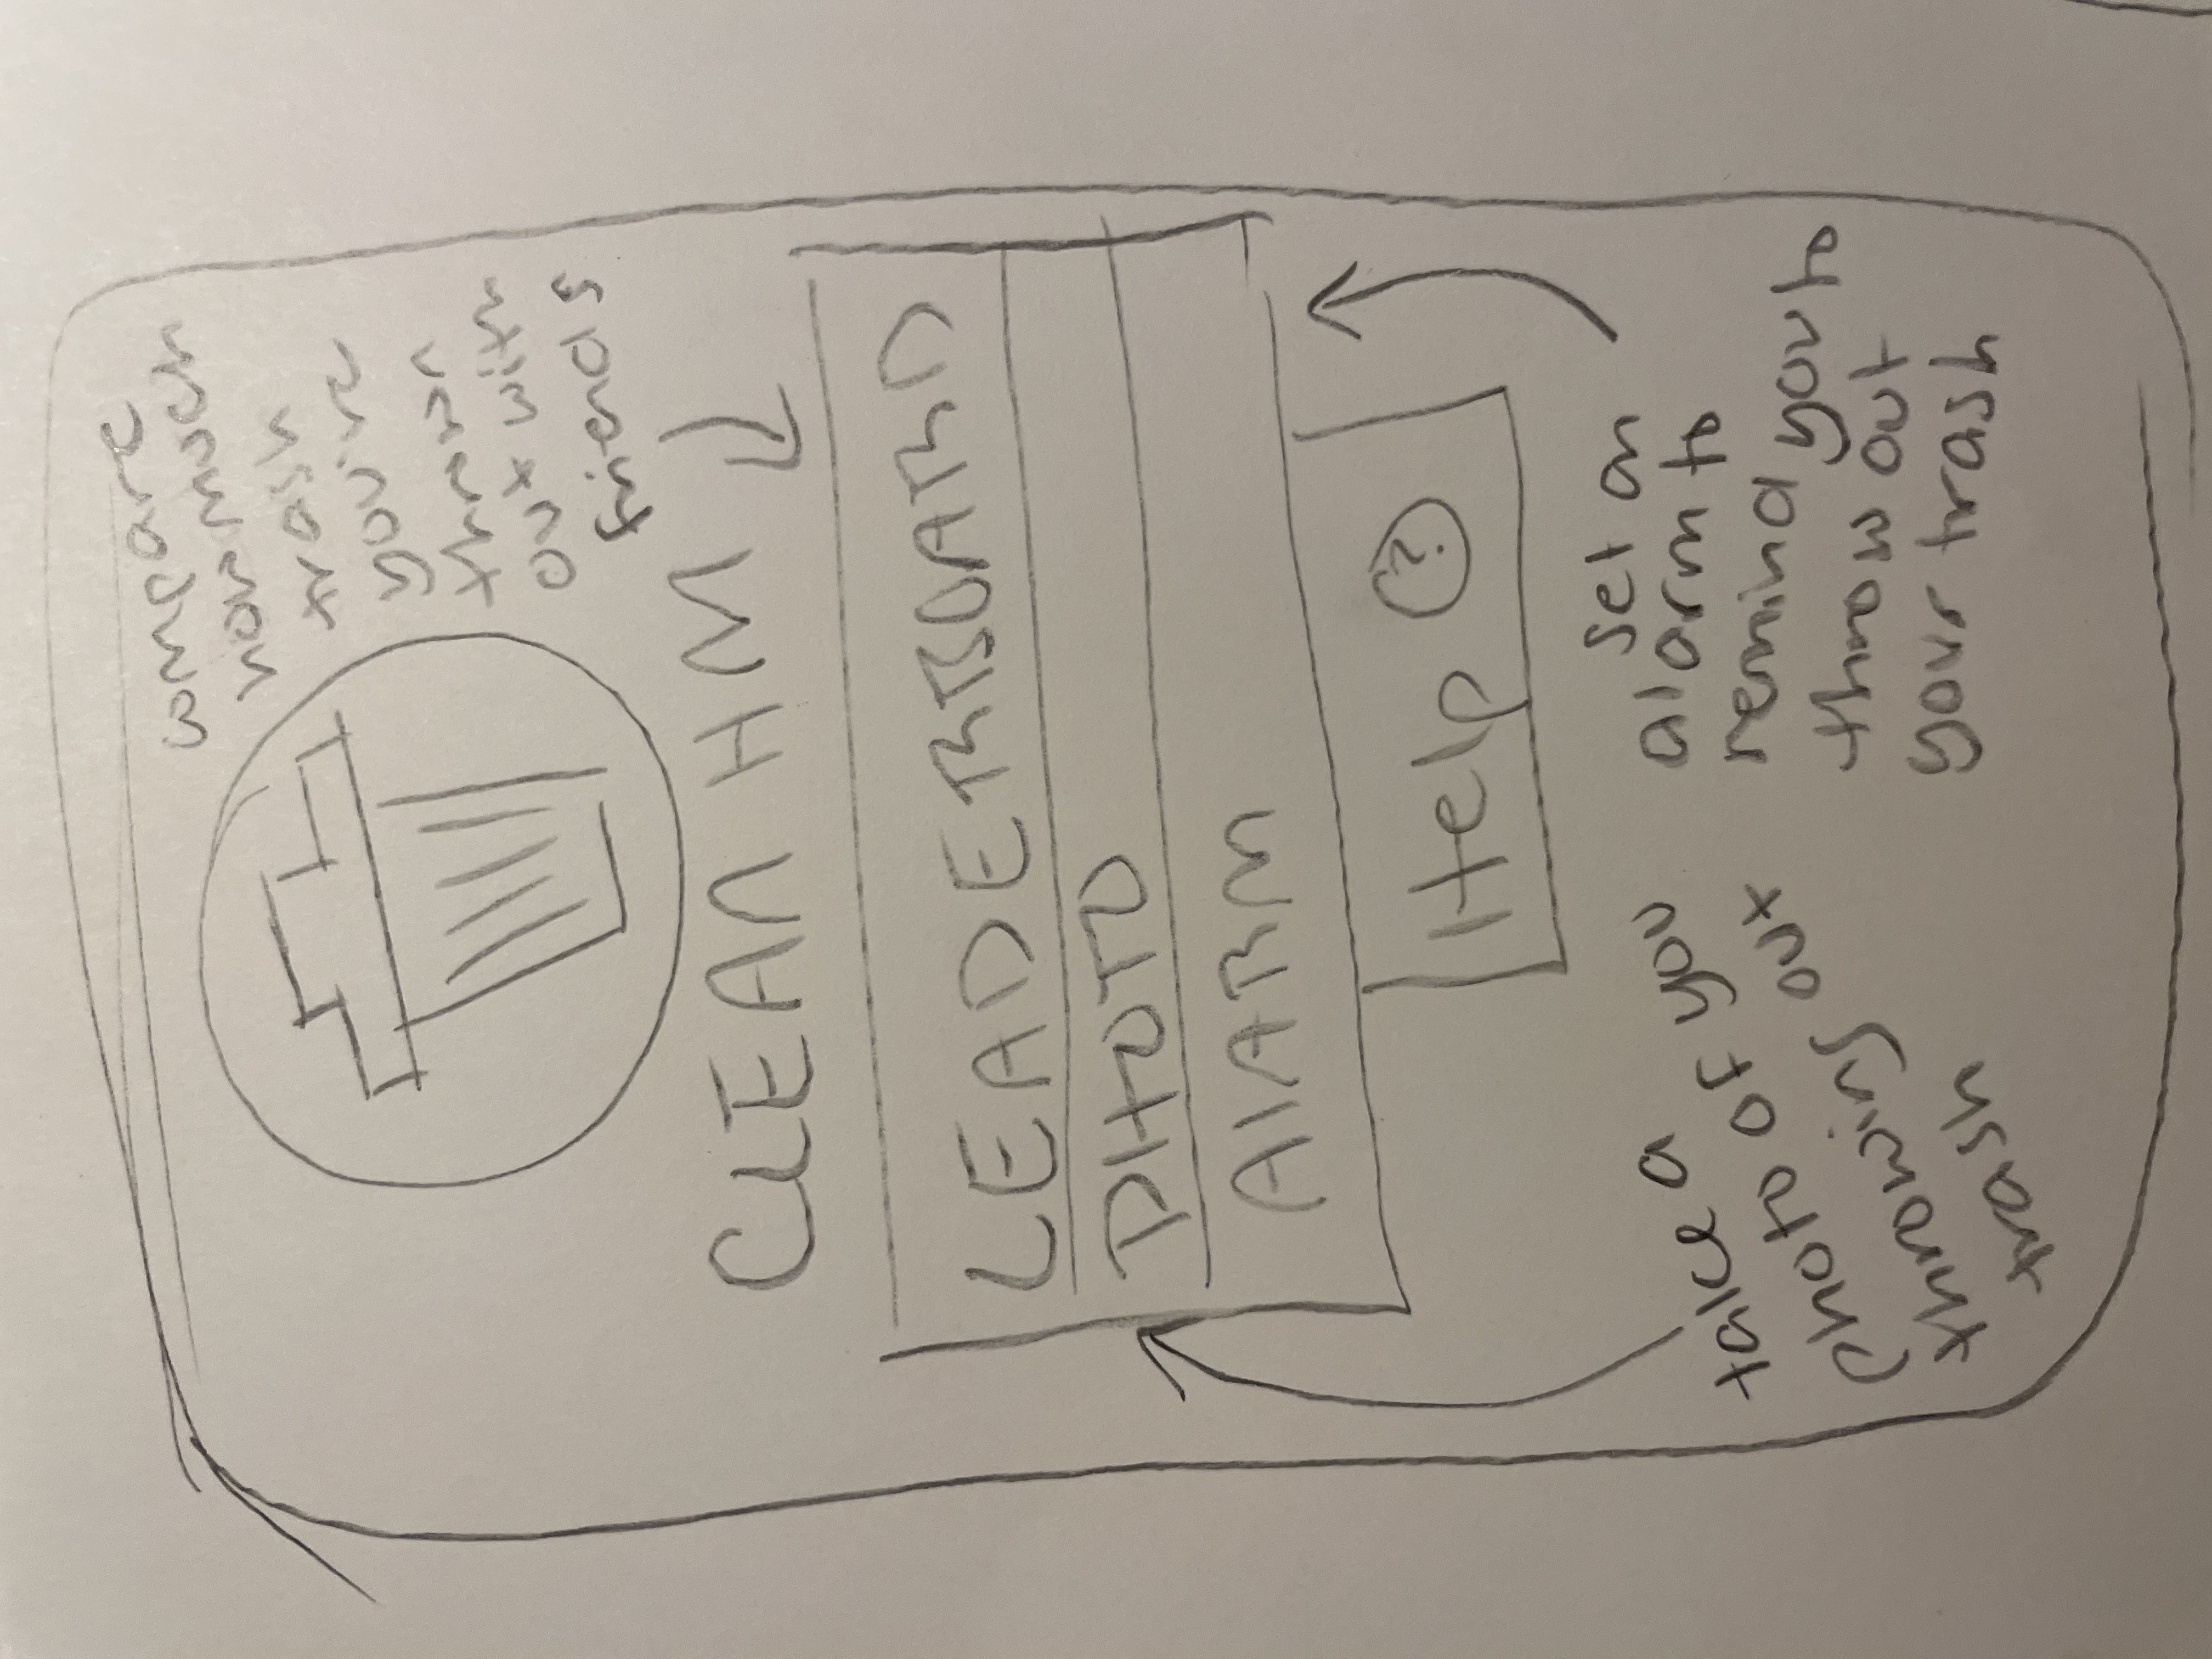 compare
how much
trash
you've
thrown
out with
friends
CLEAN HM
LEADERBOARD
PHOTO
ALARM
Help ?
take a
photo of you
throwing out
trash
set an
alarm to
remind you to
throw out
your trash